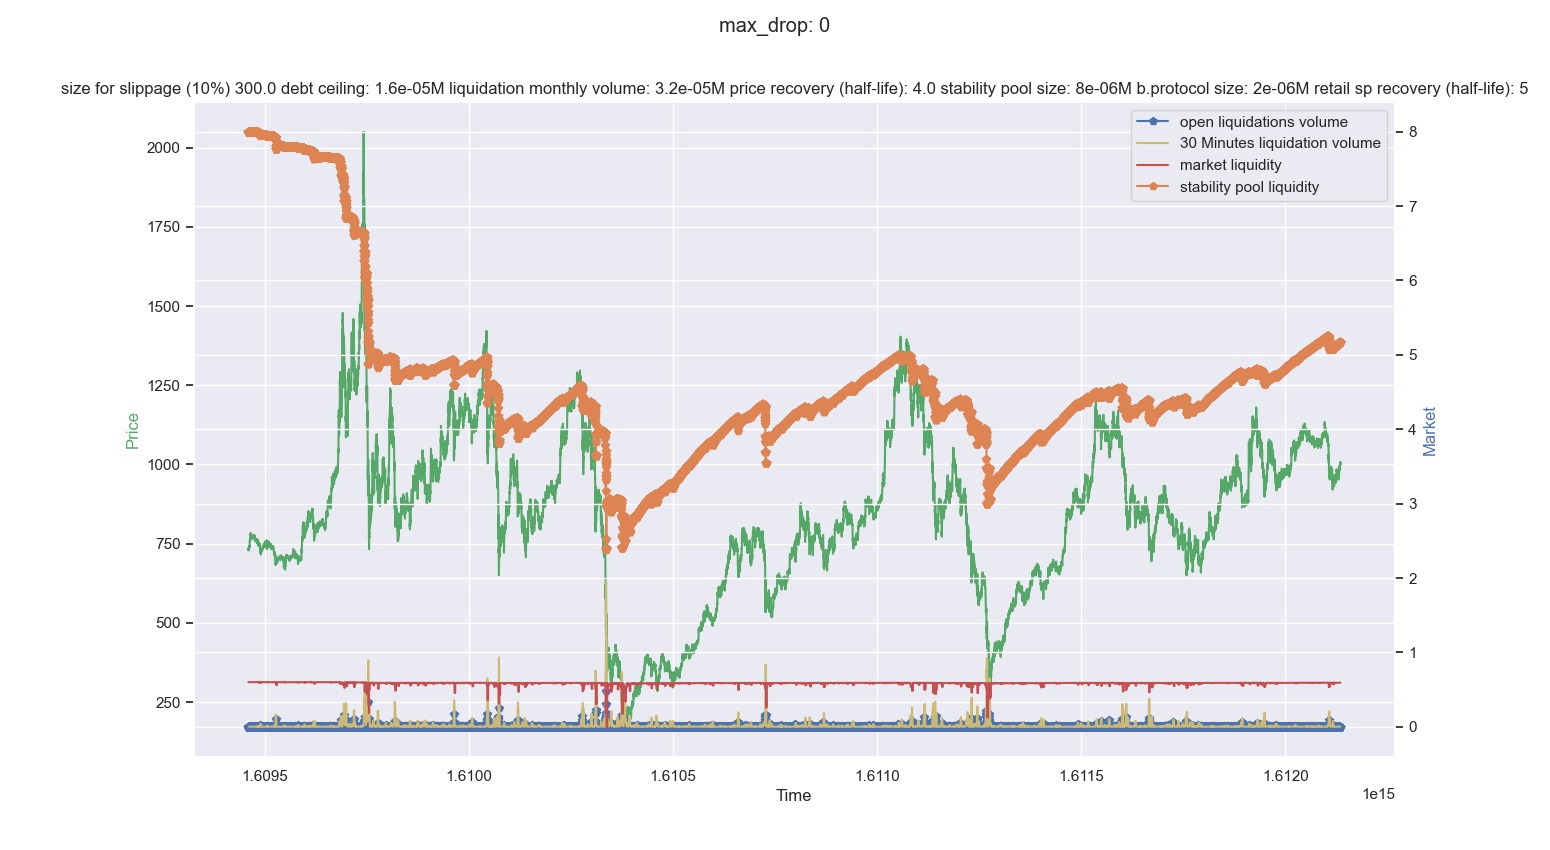 max_drop: 0
size for slippage (10%) 300.0 debt ceiling: 1.6e-05M liquidation monthly volume: 3.2e-05M price recovery (half-life): 4.0 stability pool size: 8e-06M b.protocol size: 2e-06M retail sp recovery (half-life): 5
open liquidations volume
30 Minutes liquidation volume
market liquidity
stability pool liquidity
2000
1750
1500
1250
1000
750
500
250
Price
8
7
6
5
4
3
2
1
0
Market
1.6095 1.6100 1.6105 1.6110 1.6115 1.6120
1e15
Time